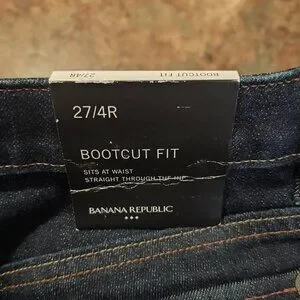 27/4R BOOTCUT FIT
27/4R
BOOTCUT FIT
SITS AT WAIST
STRAIGHT THROUGH THE
BANANA REPUBLIC